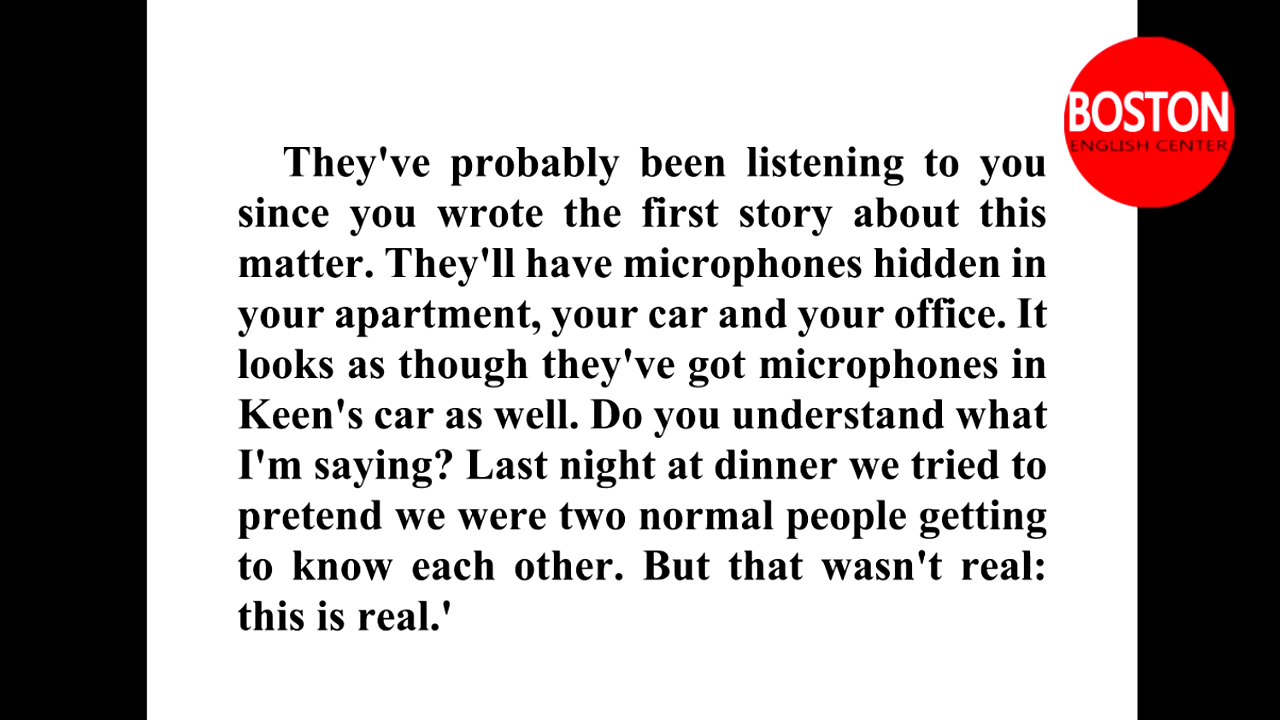 BOSTON
ENGLISH CENTER
They've probably been listening to you
since you wrote the first story about this
matter. They'll have microphones hidden in
your apartment, your car and your office. It
looks as though they've got microphones in
Keen's car as well. Do you understand what
I'm saying? Last night at dinner we tried to
pretend we were two normal people getting
to know each other. But that wasn't real:
this is real.'